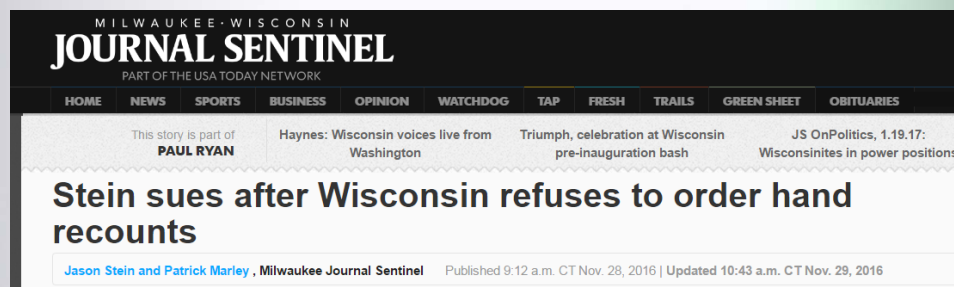 MILWAUKEE·WISCONSIN
JOURNAL SENTINEL
PART OF THE USA TODAY NETWORK
HOME NEWS SPORTS BUSINESS OPINION WATCHDOG TAP FRESH TRAILS GREEN SHEET OBITUARIES
This story is part of
PAUL RYAN
Haynes: Wisconsin voices live from
Washington
Triumph, celebration at Wisconsin
pre-inauguration bash
JS OnPolitics, 1.19.17:
Wisconsinites in power positions
Stein sues after Wisconsin refuses to order hand
recounts
Jason Stein and Patrick Marley , Milwaukee Journal Sentinel Published 9:12 a.m. CT Nov. 28, 2016 | Updated 10:43 a.m. CT Nov. 29, 2016